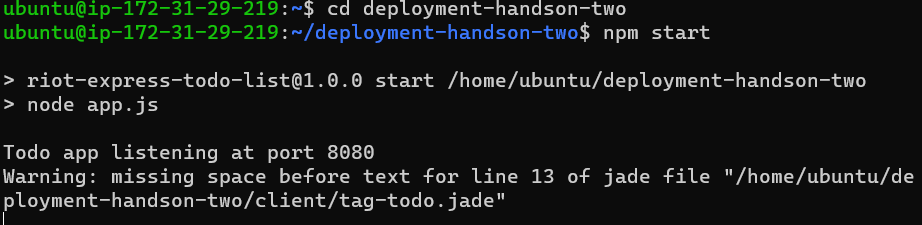 ubuntu@ip-172-31-29-219:~$ cd deployment-handson-two
ubuntu@ip-172-31-29-219:~/deployment-handson-two$ npm start
> riot-express-todo-list@1.0.0 start /home/ubuntu/deployment-handson-two
> node app.js
Todo app listening at port 8080
Warning: missing space before text for line 13 of jade file "/home/ubuntu/de
ployment-handson-two/client/tag-todo.jade"